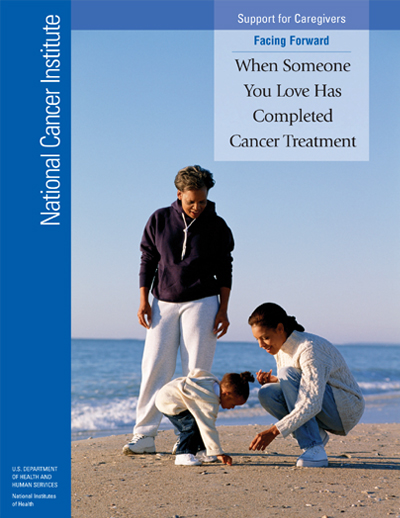 Support for Caregivers
Facing Forward
When Someone
You Love Has
Completed
Cancer Treatment
National Cancer Institute
U.S. DEPARTMENT
OF HEALTH AND
HUMAN SERVICES
National Institutes
of Health